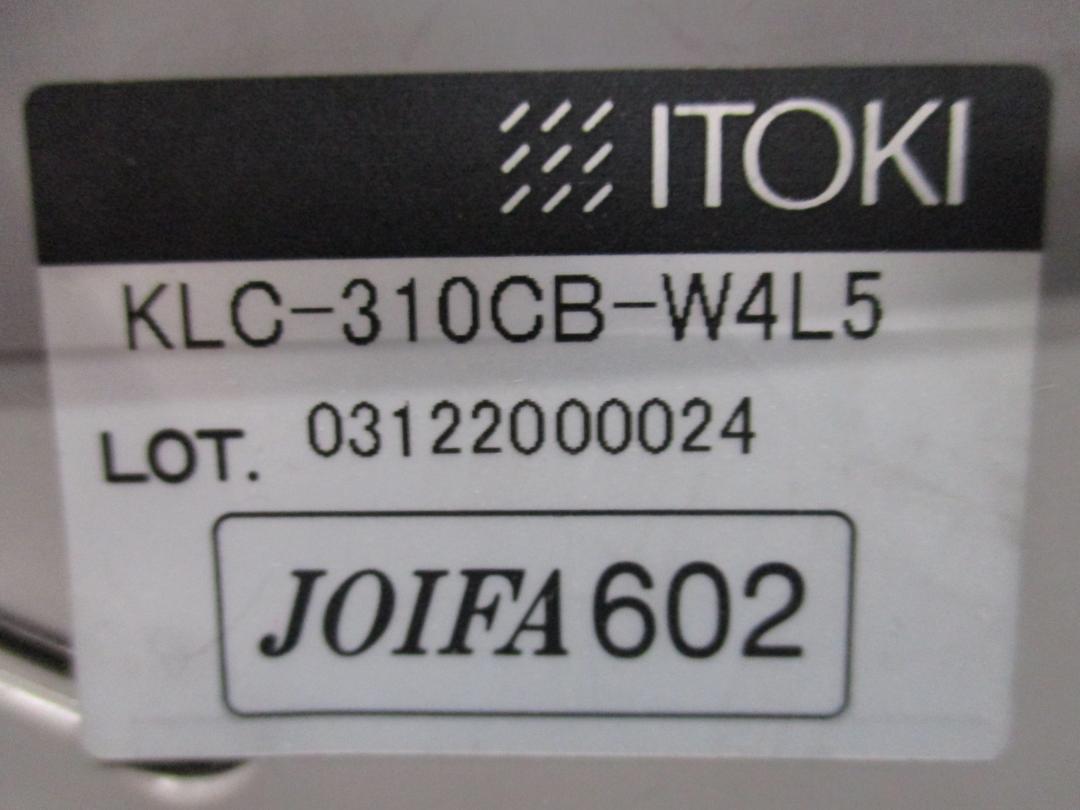 ITOKI
KLC-310CB-W4L5
LOT. 03122000024
JOIFA 602